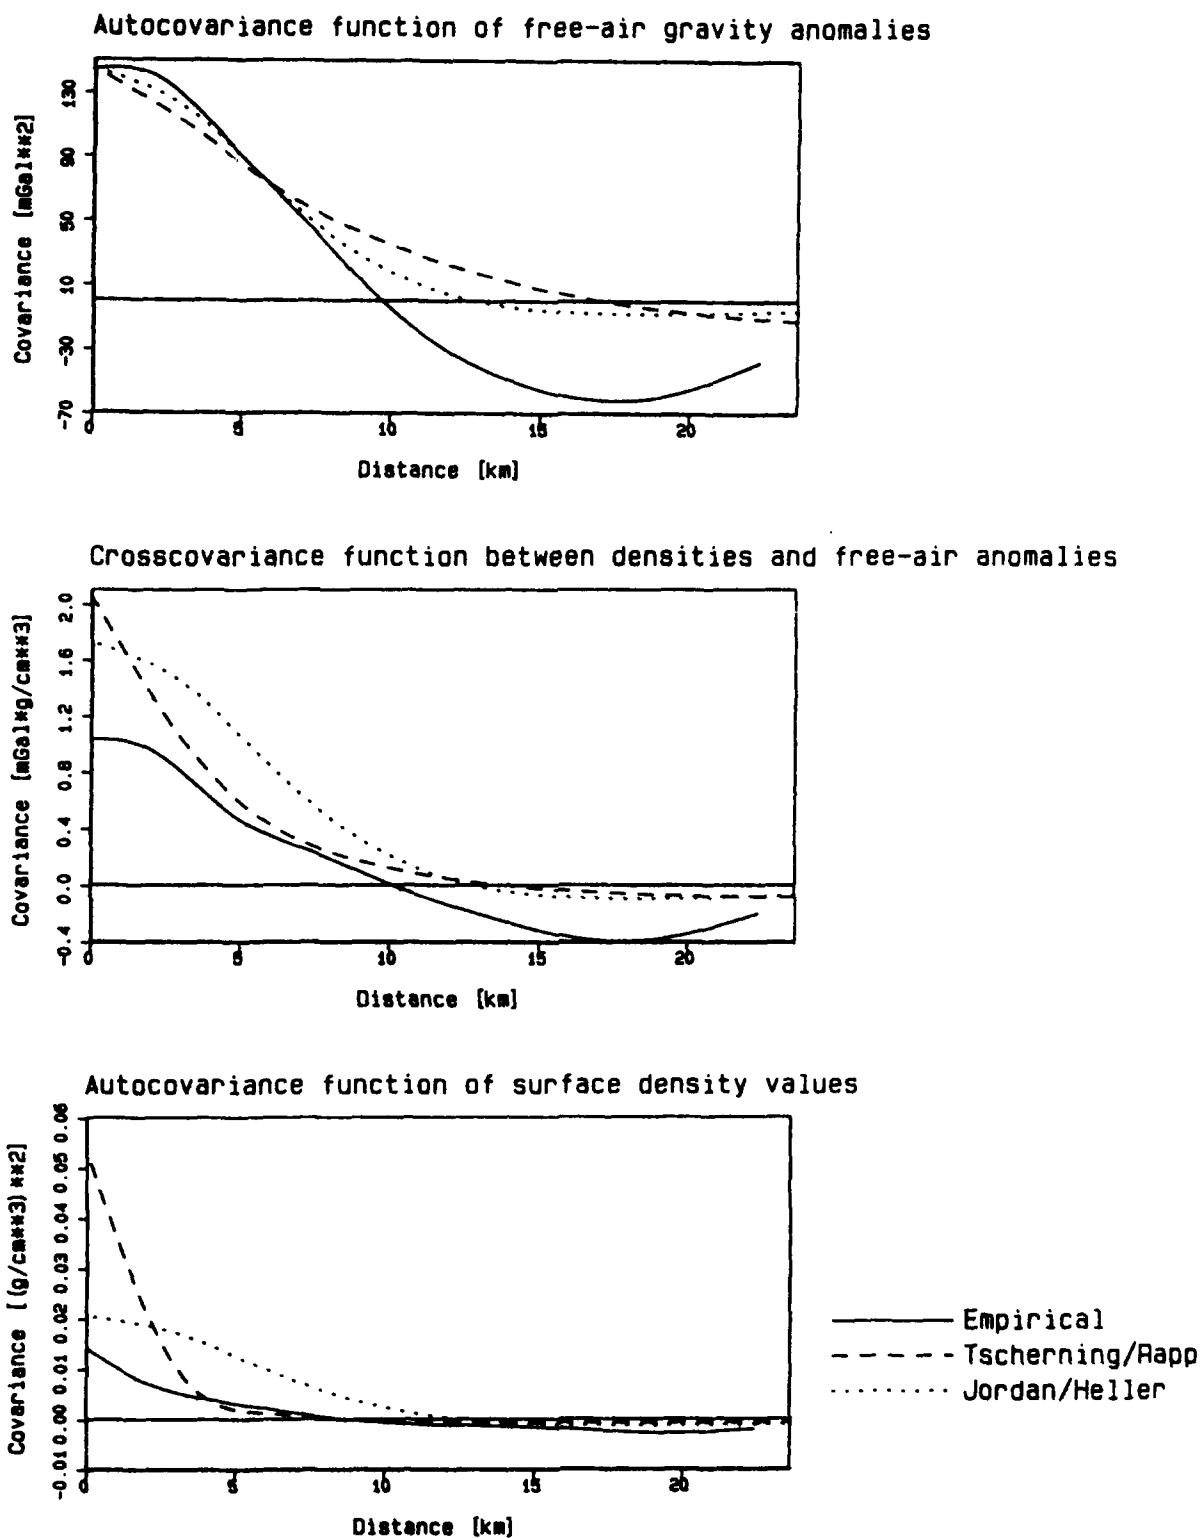 Autocovariance function of free-air gravity anomalies
Covariance [mGal**2]
130
90
50
10
-30
-70
0 5 10 15 20
Distance [km]
Crosscovariance function between densities and free-air anomalies
Covariance [mGal*g/cm**3]
2.0
1.6
1.2
0.8
0.4
0.0
-0.4
0 5 10 15 20
Distance [km]
Autocovariance function of surface density values
Covariance [(g/cm**3)**2]
0.06
0.05
0.04
0.03
0.02
0.01
0.00
-0.01
0 5 10 15 20
Distance [km]
Empirical
Tscherning/Rapp
Jordan/Heller